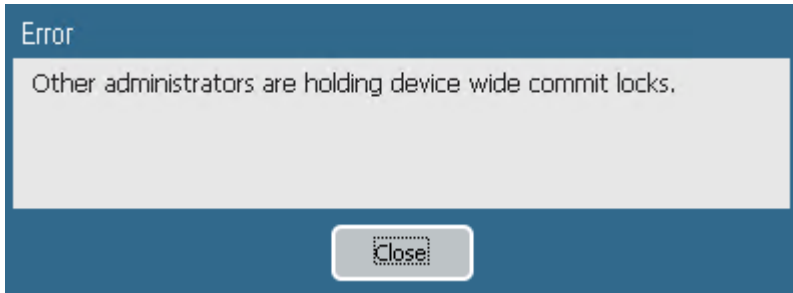 Error
Other administrators are holding device wide commit locks.
Close